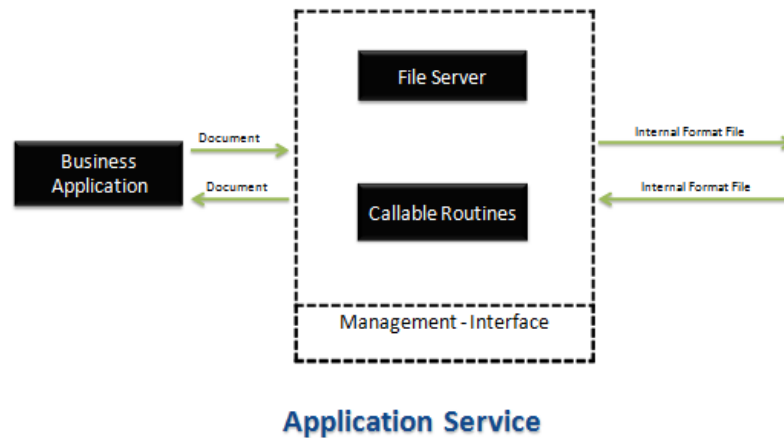 File Server
Document
Internal Format File
Business
Application
Document
Internal Format File
Callable Routines
Management - Interface
Application Service